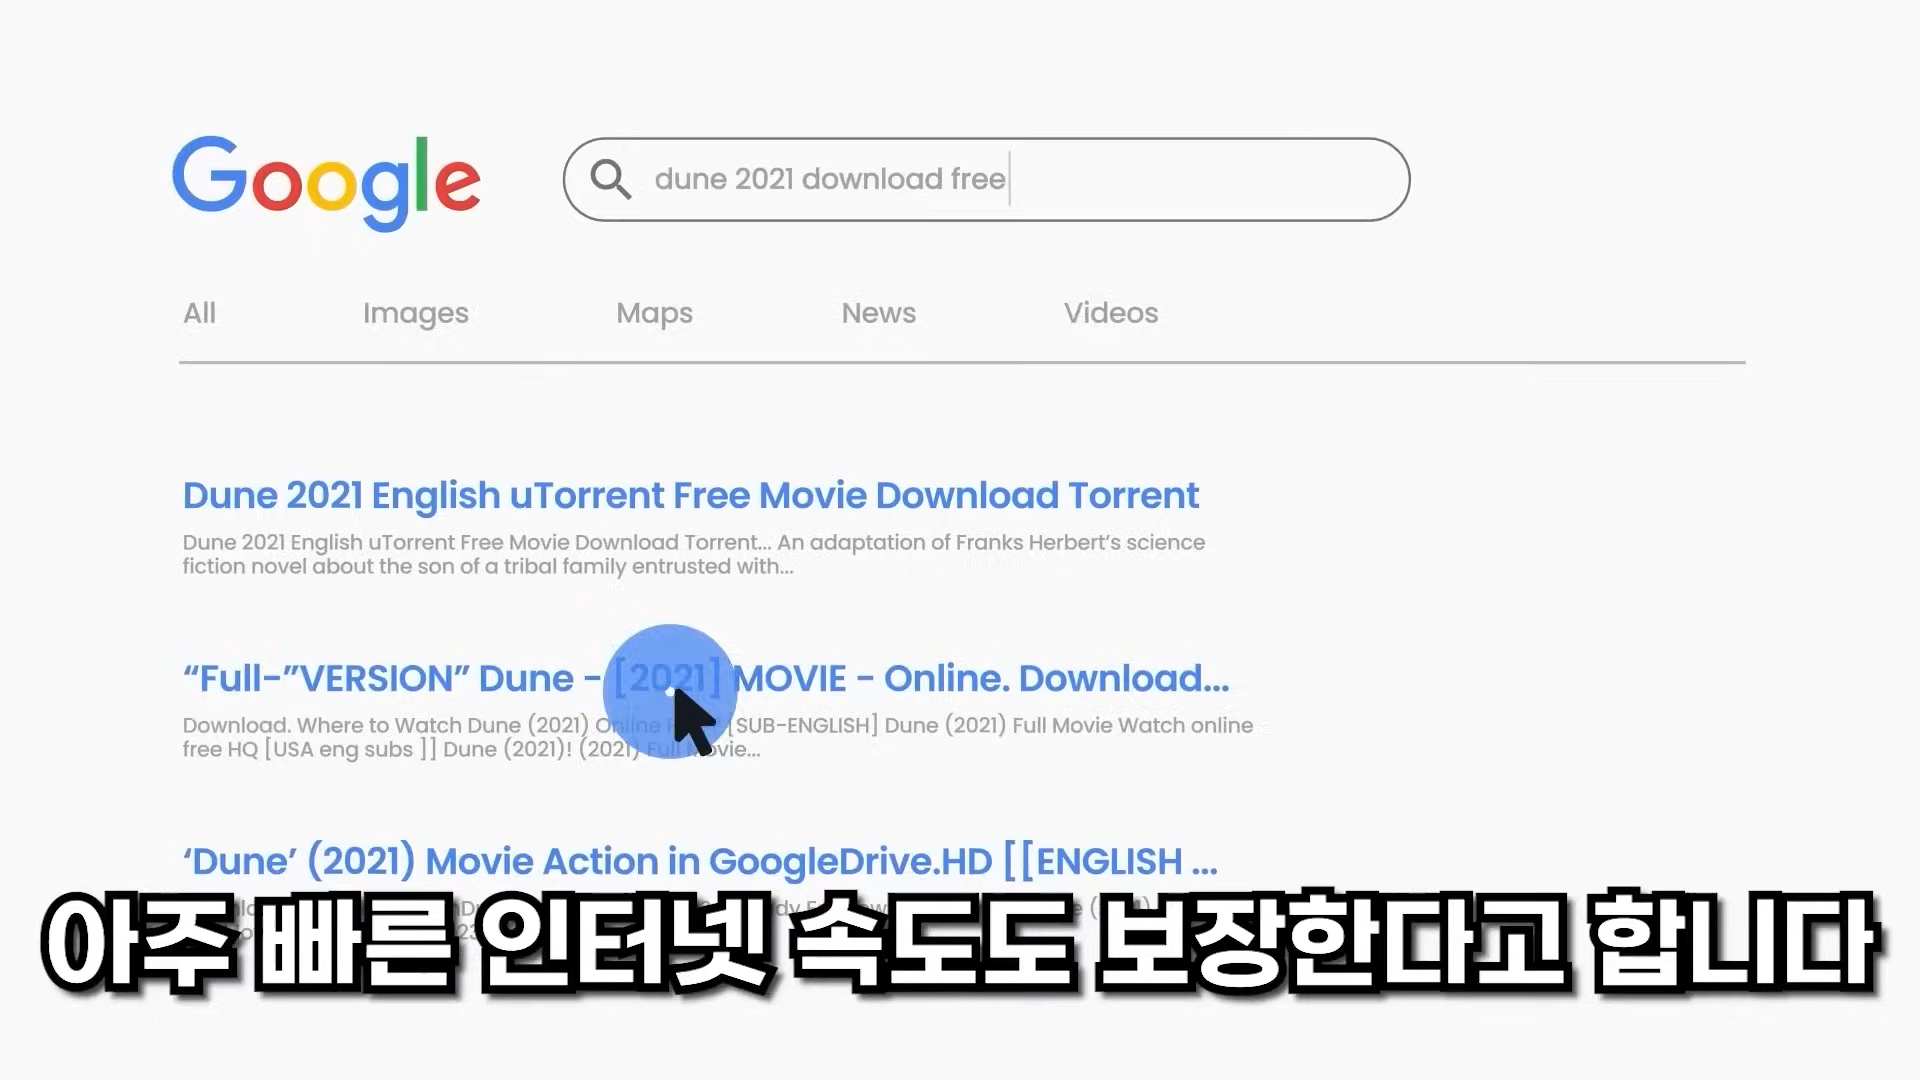 Google
dune 2021 download free
All Images Maps News Videos
Dune 2021 English uTorrent Free Movie Download Torrent
Dune 2021 English uTorrent Free Movie Download Torrent... An adaptation of Franks Herbert's science
fiction novel about the son of a tribal family entrusted with...
“Full-”VERSION” Dune - [2021] MOVIE - Online. Download...
Download. Where to Watch Dune (2021) Online [SUB-ENGLISH] Dune (2021) Full Movie Watch online
free HQ [USA eng subs ]] Dune (2021)! (2021) Full Movie...
‘Dune’ (2021) Movie Action in GoogleDrive.HD [[ENGLISH ...
아주 빠른 인터넷 속도도 보장한다고 합니다